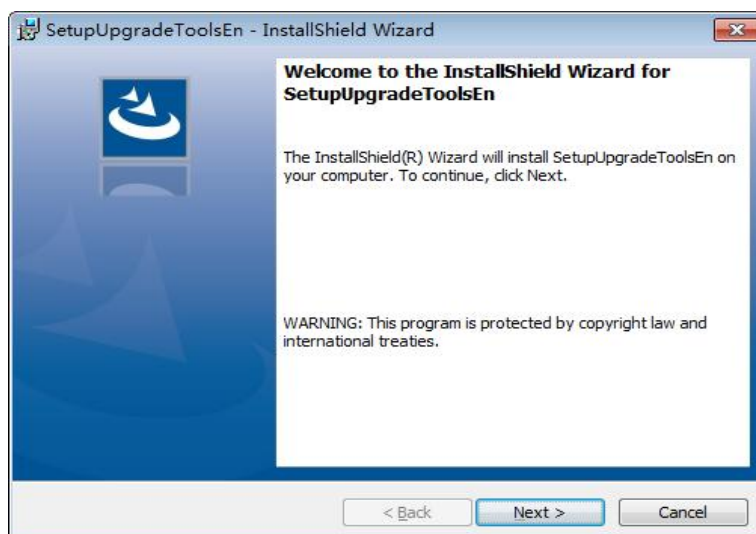 SetupUpgradeToolsEn - InstallShield Wizard
Welcome to the InstallShield Wizard for
SetupUpgradeToolsEn
The InstallShield(R) Wizard will install SetupUpgradeToolsEn on
your computer. To continue, click Next.
WARNING: This program is protected by copyright law and
international treaties.
< Back
Next >
Cancel